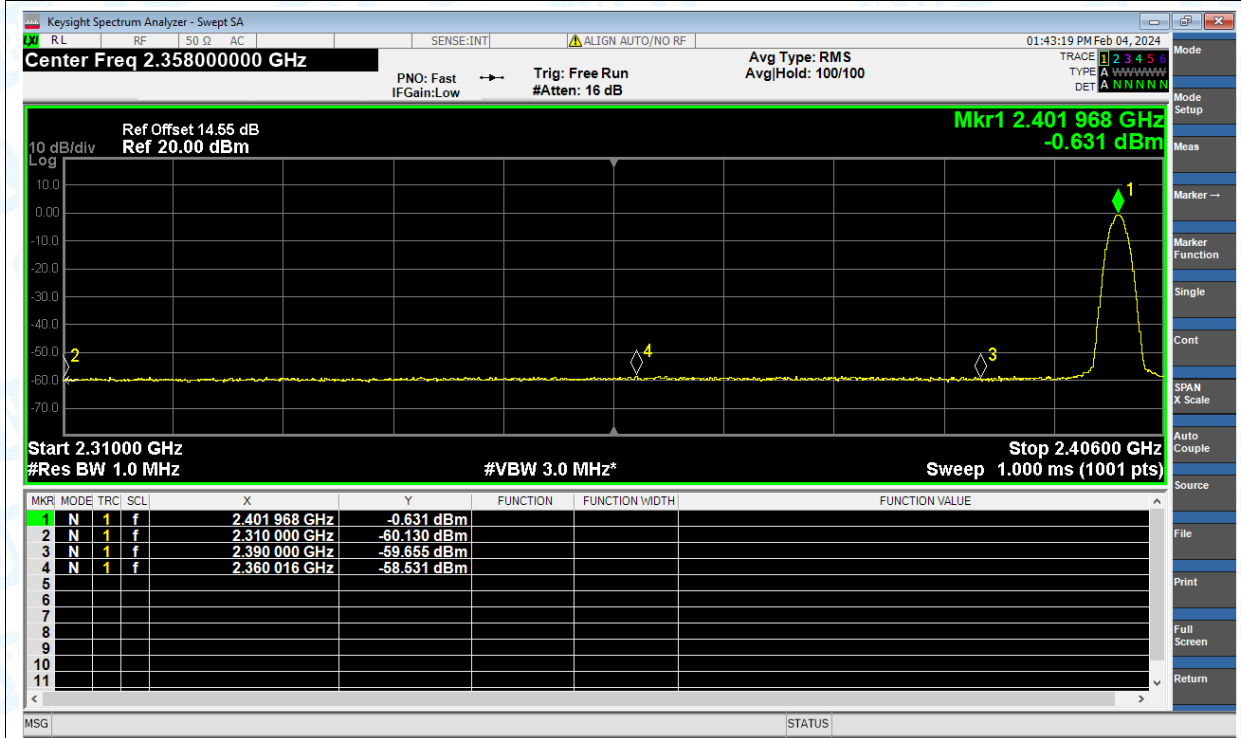 Keysight Spectrum Analyzer - Swept SA
LXI RL RF 50 Ω AC SENSE:INT ALIGN AUTO/NO RF 01:43:19 PM Feb 04, 2024
Center Freq 2.358000000 GHz
PNO: Fast
IFGain:Low
Trig: Free Run
#Atten: 16 dB
Avg Type: RMS
Avg|Hold: 100/100
TRACE 1 2 3 4 5 6
TYPE A WWWWW
DET A N N N N N
Ref Offset 14.55 dB
10 dB/div Ref 20.00 dBm
Log
Mkr1 2.401 968 GHz
-0.631 dBm
10.0
0.00
-10.0
-20.0
-30.0
-40.0
-50.0
-60.0
-70.0
1
2
4
3
Start 2.31000 GHz Stop 2.40600 GHz
#Res BW 1.0 MHz #VBW 3.0 MHz* Sweep 1.000 ms (1001 pts)
MKR MODE TRC SCL X Y FUNCTION FUNCTION WIDTH FUNCTION VALUE
1 N 1 f 2.401 968 GHz -0.631 dBm
2 N 1 f 2.310 000 GHz -60.130 dBm
3 N 1 f 2.390 000 GHz -59.655 dBm
4 N 1 f 2.360 016 GHz -58.531 dBm
5
6
7
8
9
10
11
MSG STATUS
Mode
Mode
Setup
Meas
Marker →
Marker
Function
Single
Cont
SPAN
X Scale
Auto
Couple
Source
File
Print
Full
Screen
Return